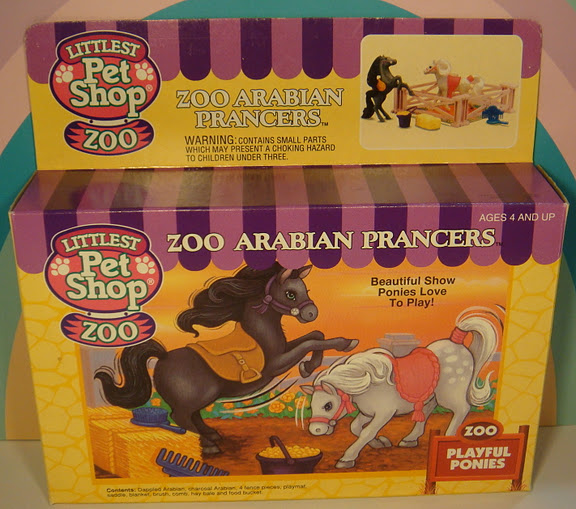 LITTLEST
Pet
Shop®
ZOO
ZOO ARABIAN
PRANCERS™
WARNING: CONTAINS SMALL PARTS
WHICH MAY PRESENT A CHOKING HAZARD
TO CHILDREN UNDER THREE.
AGES 4 AND UP
LITTLEST
Pet
Shop®
ZOO
ZOO ARABIAN PRANCERS™
Beautiful Show
Ponies Love
To Play!
ZOO
PLAYFUL
PONIES
Contents: Dappled Arabian, charcoal Arabian, 4 fence pieces, playmat,
saddle, blanket, brush, comb, hay bale and food bucket.